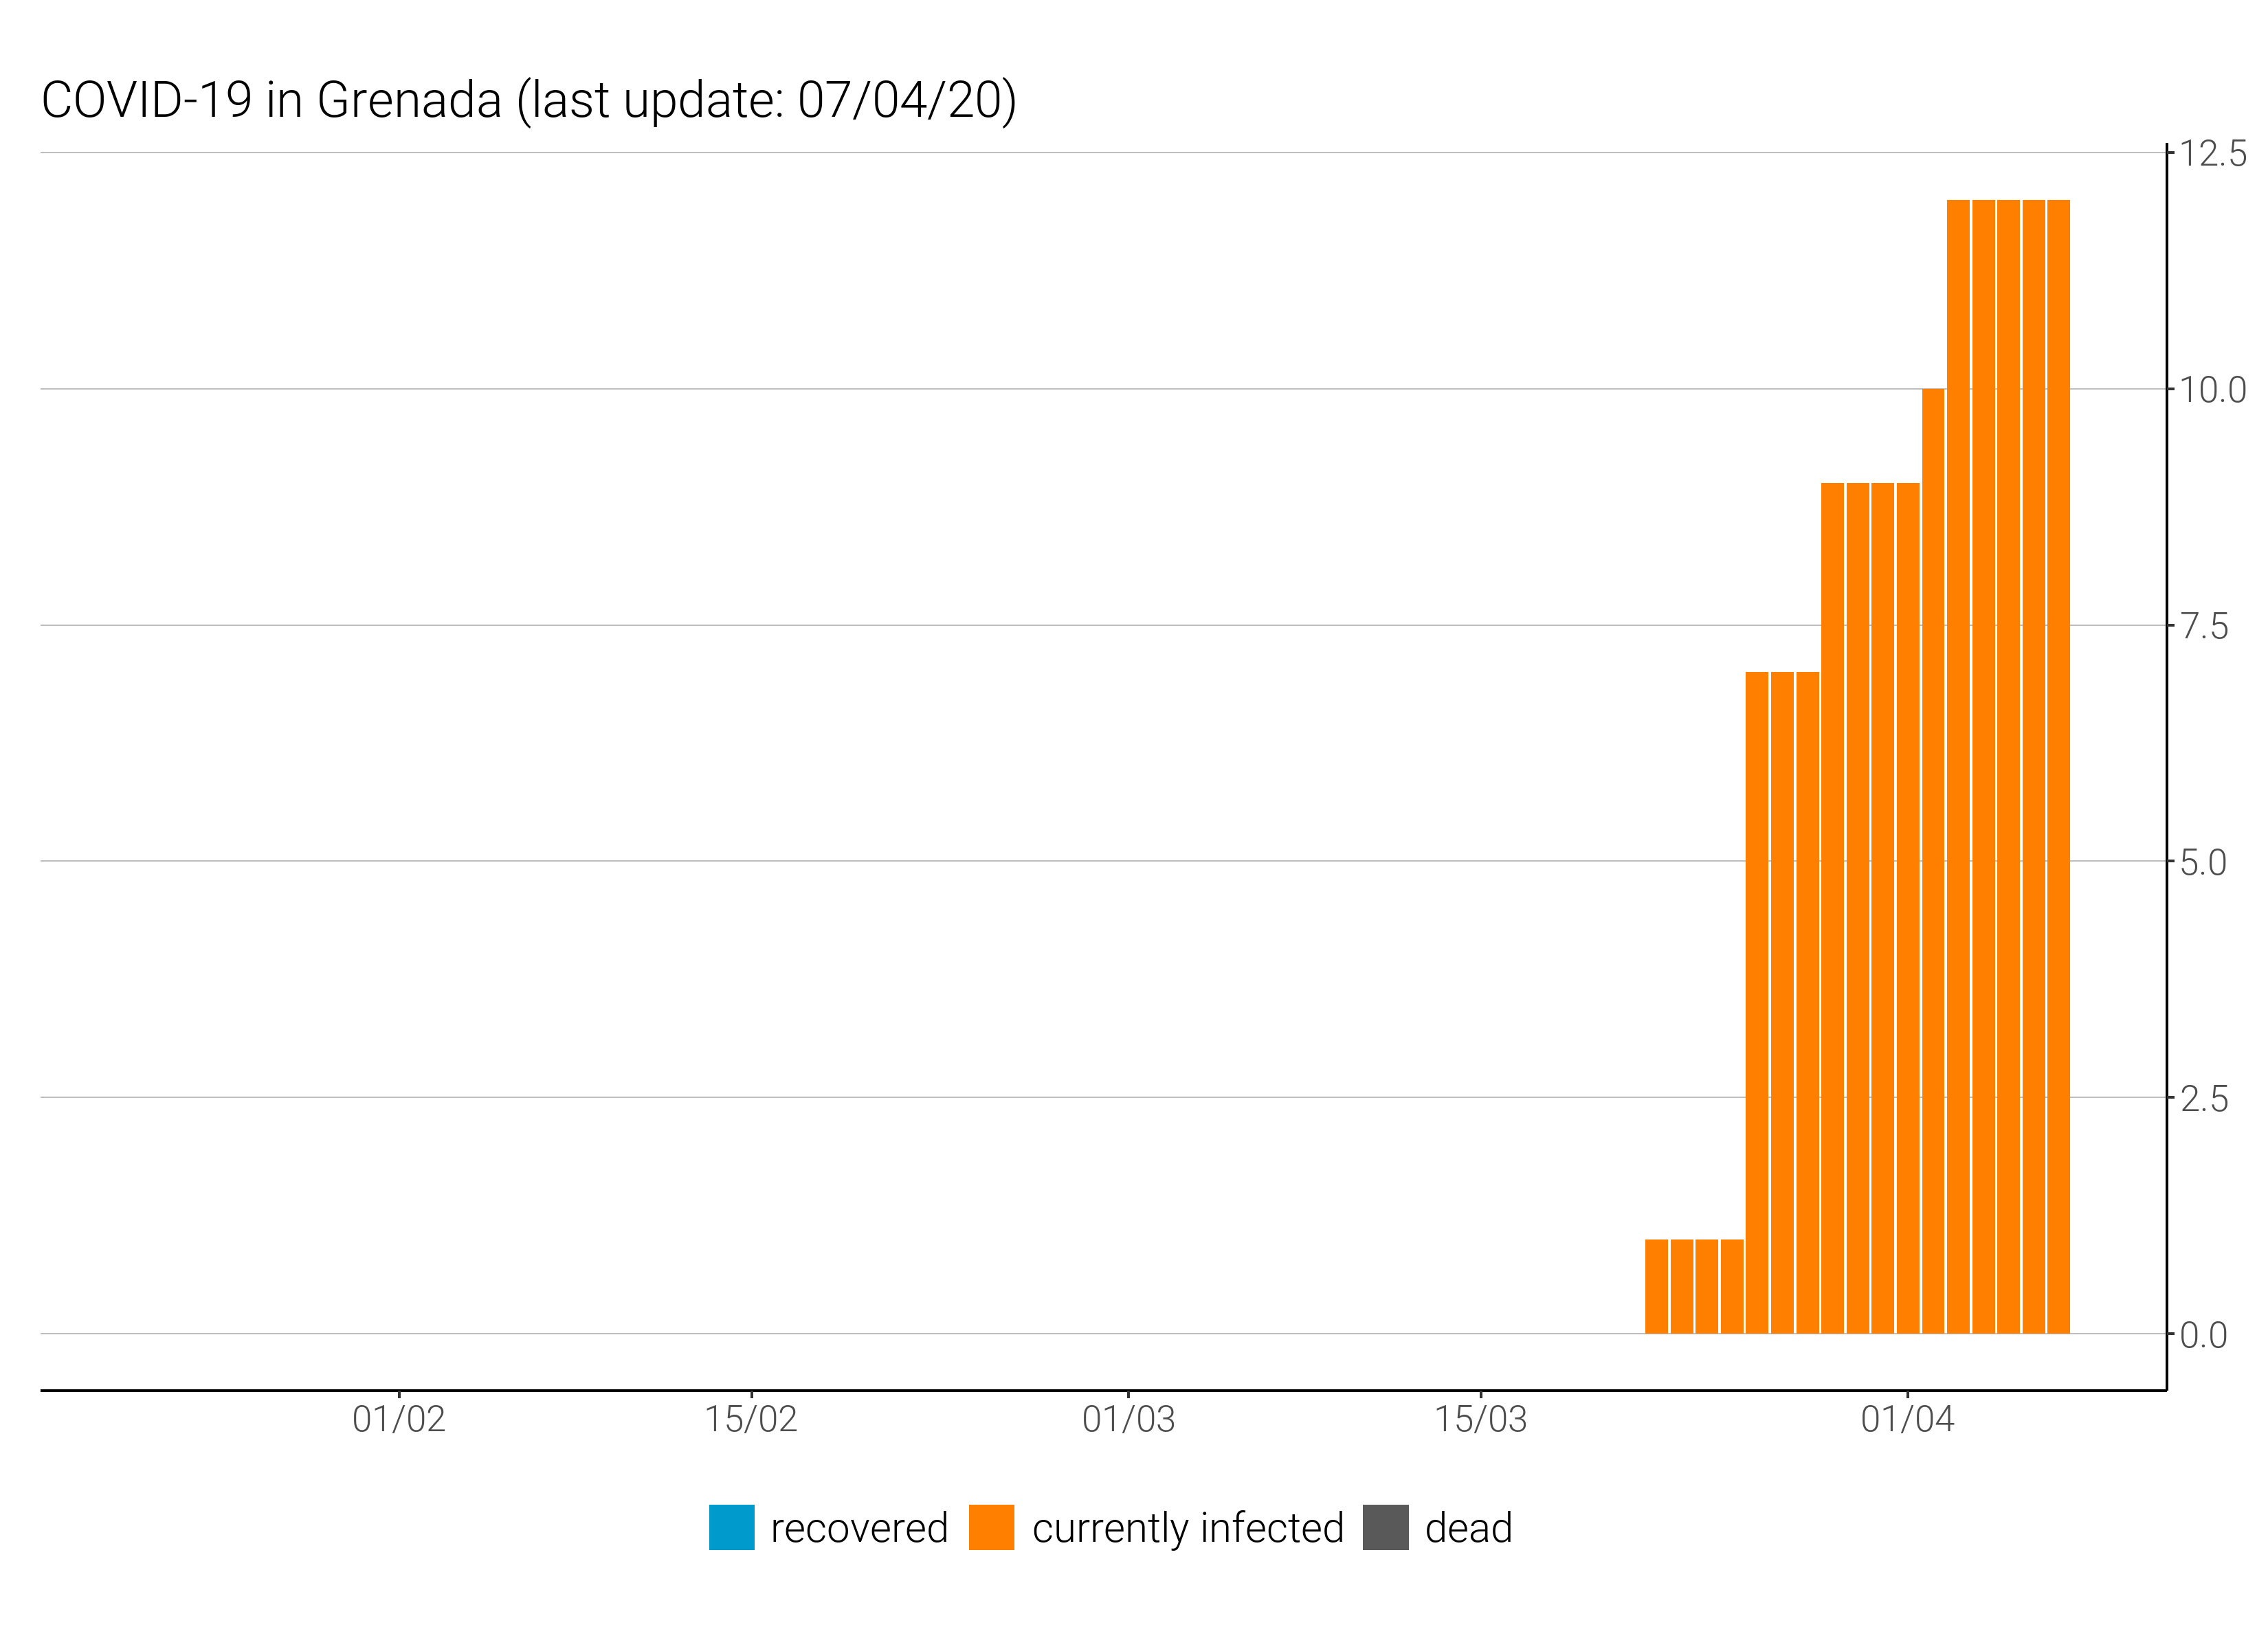 COVID-19 in Grenada (last update: 07/04/20)
12.5
10.0
7.5
5.0
2.5
0.0
01/02 15/02 01/03 15/03 01/04
recovered currently infected dead